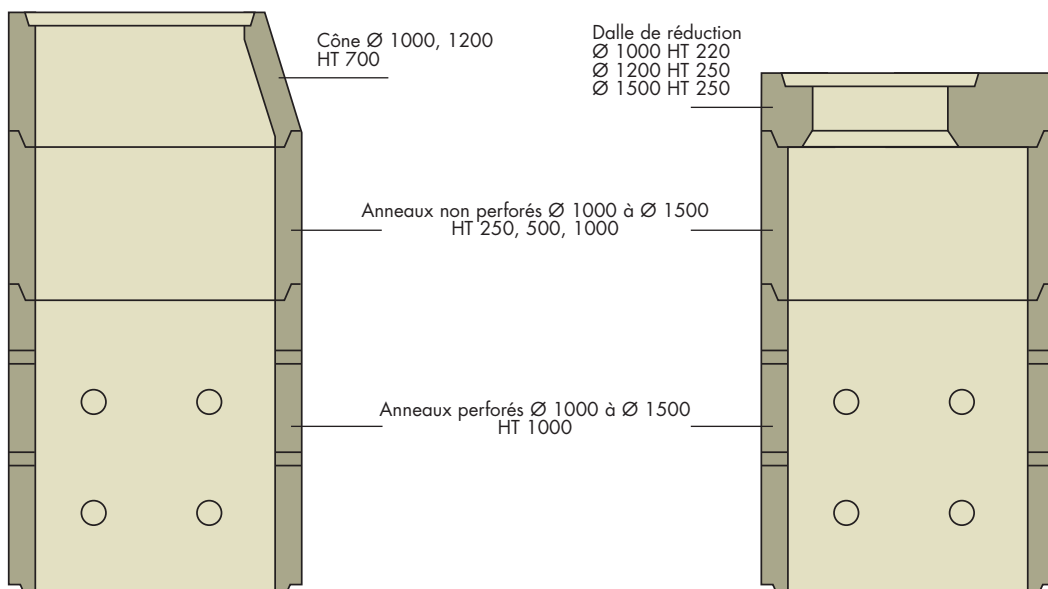 Cône Ø 1000, 1200
HT 700
Dalle de réduction
Ø 1000 HT 220
Ø 1200 HT 250
Ø 1500 HT 250
Anneaux non perforés Ø 1000 à Ø 1500
HT 250, 500, 1000
Anneaux perforés Ø 1000 à Ø 1500
HT 1000